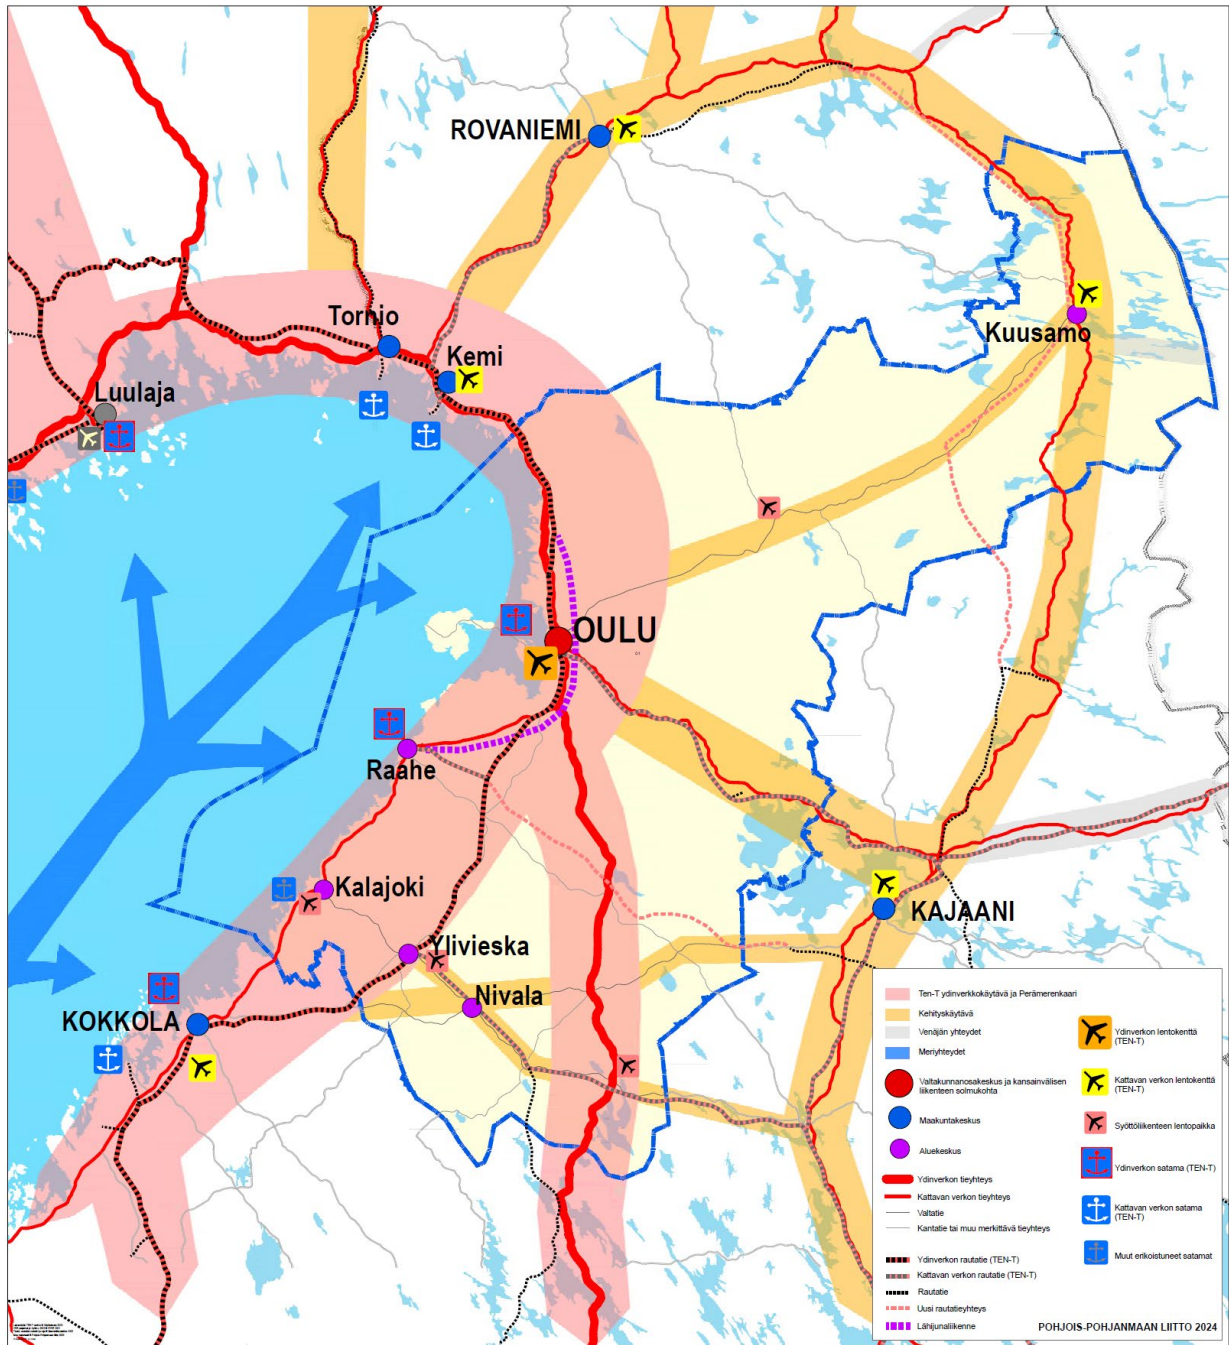 ROVANIEMI
Tornio
Kemi
Kuusamo
Luulaja
OULU
Raahe
Kalajoki
KAJAANI
Ylivieska
Nivala
KOKKOLA
Ten-T ydinverkkokäytävä ja Perämerenkaari
Kehityskäytävä
Venäjän yhteydet
Meriyhteydet
Valtakunnanosakeskus ja kansainvälisen
liikenteen solmukohta
Maakuntakeskus
Aluekeskus
Ydinverkon tieyhteys
Kattavan verkon tieyhteys
Valtatie
Kantatie tai muu merkittävä tieyhteys
Ydinverkon rautatie (TEN-T)
Kattavan verkon rautatie (TEN-T)
Rautatie
Uusi rautatieyhteys
Lähijunaliikenne
Ydinverkon lentokenttä
(TEN-T)
Kattavan verkon lentokenttä
(TEN-T)
Syöttöliikenteen lentopaikka
Ydinverkon satama (TEN-T)
Kattavan verkon satama
(TEN-T)
Muut erikoistuneet satamat
POHJOIS-POHJANMAAN LIITTO 2024